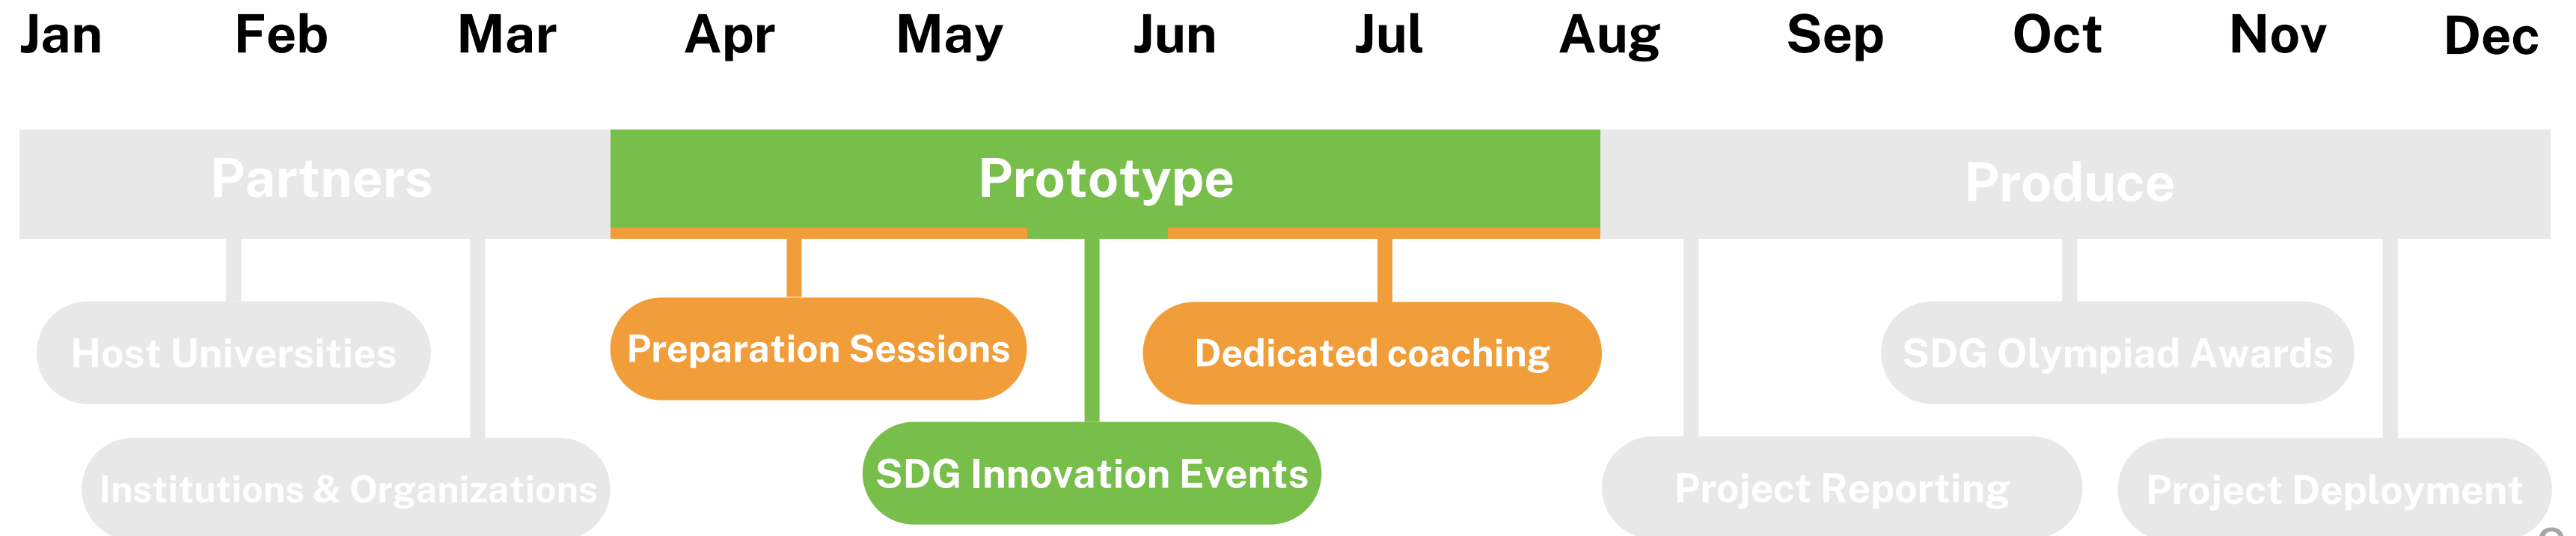 Jan Feb Mar Apr May Jun Jul Aug Sep Oct Nov Dec
Partners Prototype Produce
Host Universities
Preparation Sessions
Dedicated coaching
SDG Olympiad Awards
Institutions & Organizations
SDG Innovation Events
Project Reporting
Project Deployment